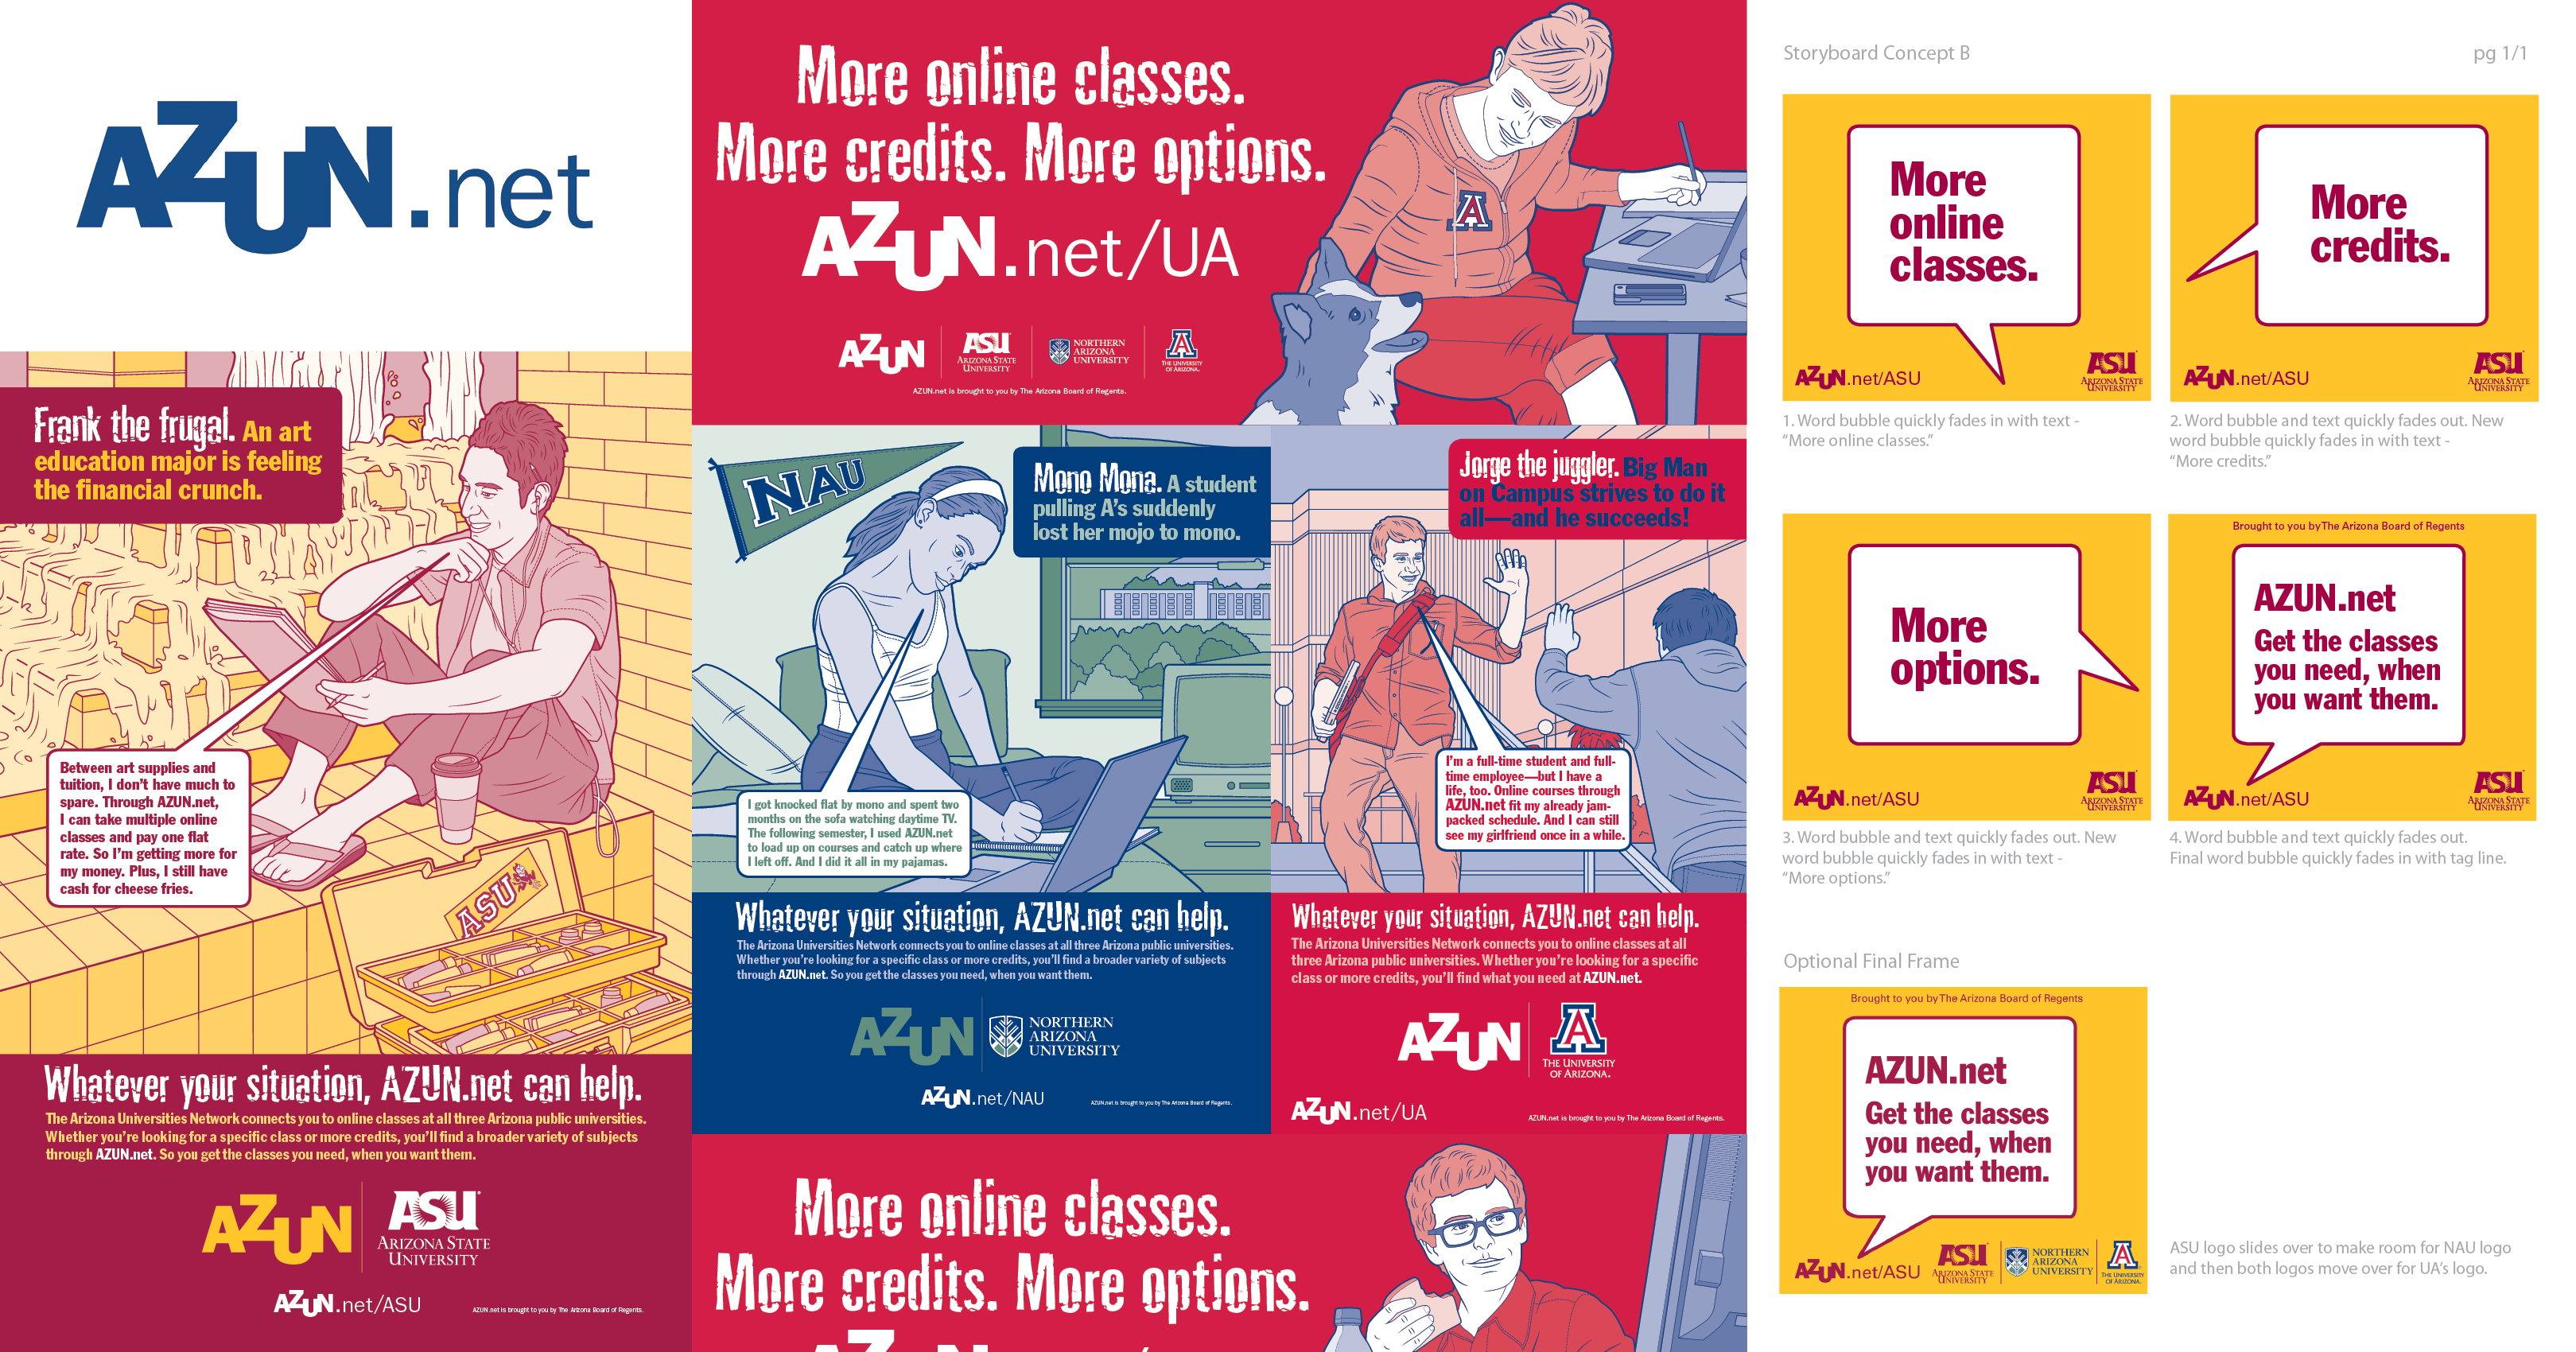 AZUN.net
Frank the frugal. An art
education major is feeling
the financial crunch.
Between art supplies and
tuition, I don't have much to
spare. Through AZUN.net,
I can take multiple online
classes and pay one flat
rate. So I'm getting more for
my money. Plus, I still have
cash for cheese fries.
ASU
Whatever your situation, AZUN.net can help.
The Arizona Universities Network connects you to online classes at all three Arizona public universities.
Whether you're looking for a specific class or more credits, you'll find a broader variety of subjects
through AZUN.net. So you get the classes you need, when you want them.
AZUN
ASU
ARIZONA STATE
UNIVERSITY
AZUN.net/ASU
AZUN.net is brought to you by The Arizona Board of Regents.
More online classes.
More credits. More options.
AZUN.net/UA
A
AZUN
ASU
ARIZONA STATE
UNIVERSITY
NORTHERN
ARIZONA
UNIVERSITY
A
THE UNIVERSITY
OF ARIZONA.
AZUN.net is brought to you by The Arizona Board of Regents.
NAU
Mono Mona. A student
pulling A's suddenly
lost her mojo to mono.
I got knocked flat by mono and spent two
months on the sofa watching daytime TV.
The following semester, I used AZUN.net
to load up on courses and catch up where
I left off. And I did it all in my pajamas.
Whatever your situation, AZUN.net can help.
The Arizona Universities Network connects you to online classes at all three Arizona public universities.
Whether you're looking for a specific class or more credits, you'll find a broader variety of subjects
through AZUN.net. So you get the classes you need, when you want them.
AZUN
NORTHERN
ARIZONA
UNIVERSITY
AZUN.net/NAU
AZUN.net is brought to you by The Arizona Board of Regents.
Jorge the juggler. Big Man
on Campus strives to do it
all—and he succeeds!
I'm a full-time student and full-
time employee—but I have a
life, too. Online courses through
AZUN.net fit my already jam-
packed schedule. And I can still
see my girlfriend once in a while.
Whatever your situation, AZUN.net can help.
The Arizona Universities Network connects you to online classes at all
three Arizona public universities. Whether you're looking for a specific
class or more credits, you'll find what you need at AZUN.net.
AZUN
A
THE UNIVERSITY
OF ARIZONA.
AZUN.net/UA
AZUN.net is brought to you by The Arizona Board of Regents.
More online classes.
More credits. More options.
Storyboard Concept B
pg 1/1
More
online
classes.
AZUN.net/ASU
ASU
ARIZONA STATE
UNIVERSITY
1. Word bubble quickly fades in with text -
“More online classes.”
More
credits.
AZUN.net/ASU
ASU
ARIZONA STATE
UNIVERSITY
2. Word bubble and text quickly fades out. New
word bubble quickly fades in with text -
“More credits.”
More
options.
AZUN.net/ASU
ASU
ARIZONA STATE
UNIVERSITY
3. Word bubble and text quickly fades out. New
word bubble quickly fades in with text -
“More options.”
Brought to you by The Arizona Board of Regents
AZUN.net
Get the classes
you need, when
you want them.
AZUN.net/ASU
ASU
ARIZONA STATE
UNIVERSITY
4. Word bubble and text quickly fades out.
Final word bubble quickly fades in with tag line.
Optional Final Frame
Brought to you by The Arizona Board of Regents
AZUN.net
Get the classes
you need, when
you want them.
AZUN.net/ASU
ASU
ARIZONA STATE
UNIVERSITY
NORTHERN
ARIZONA
UNIVERSITY
A
THE UNIVERSITY
OF ARIZONA
ASU logo slides over to make room for NAU logo
and then both logos move over for UA's logo.